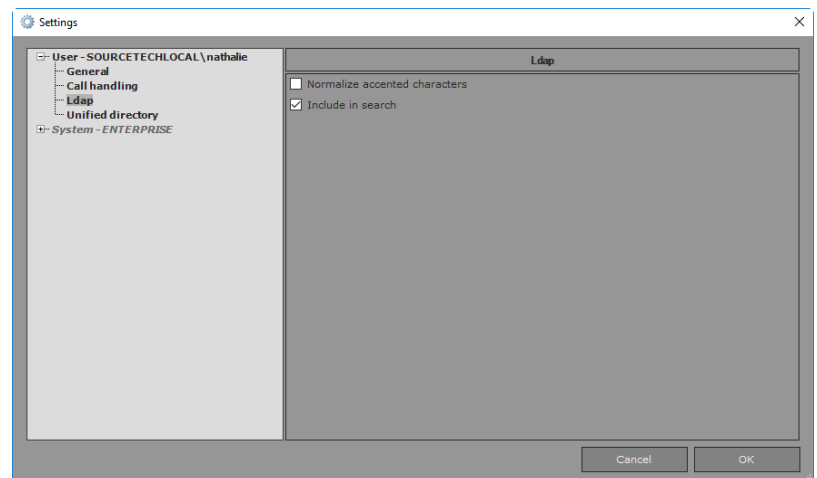 Settings
User - SOURCETECHLOCAL\nathalie
General
Call handling
Ldap
Unified directory
System - ENTERPRISE
Ldap
Normalize accented characters
Include in search
Cancel
OK